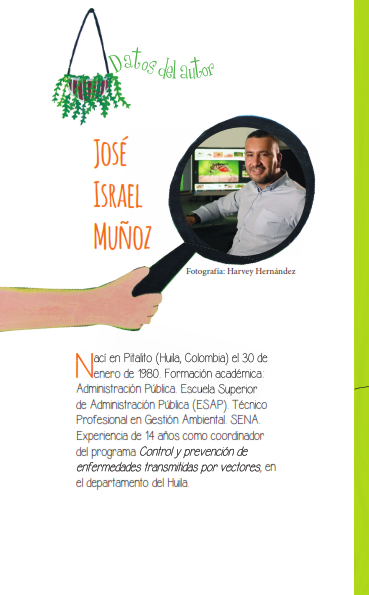 Datos del autor
JOSÉ
ISRAEL
MUÑOZ
Fotografía: Harvey Hernández
Nací en Pitalito (Huila, Colombia) el 30 de
enero de 1980. Formación académica:
Administración Pública. Escuela Superior
de Administración Pública (ESAP). Técnico
Profesional en Gestión Ambiental. SENA.
Experiencia de 14 años como coordinador
del programa Control y prevención de
enfermedades transmitidas por vectores, en
el departamento del Huila.